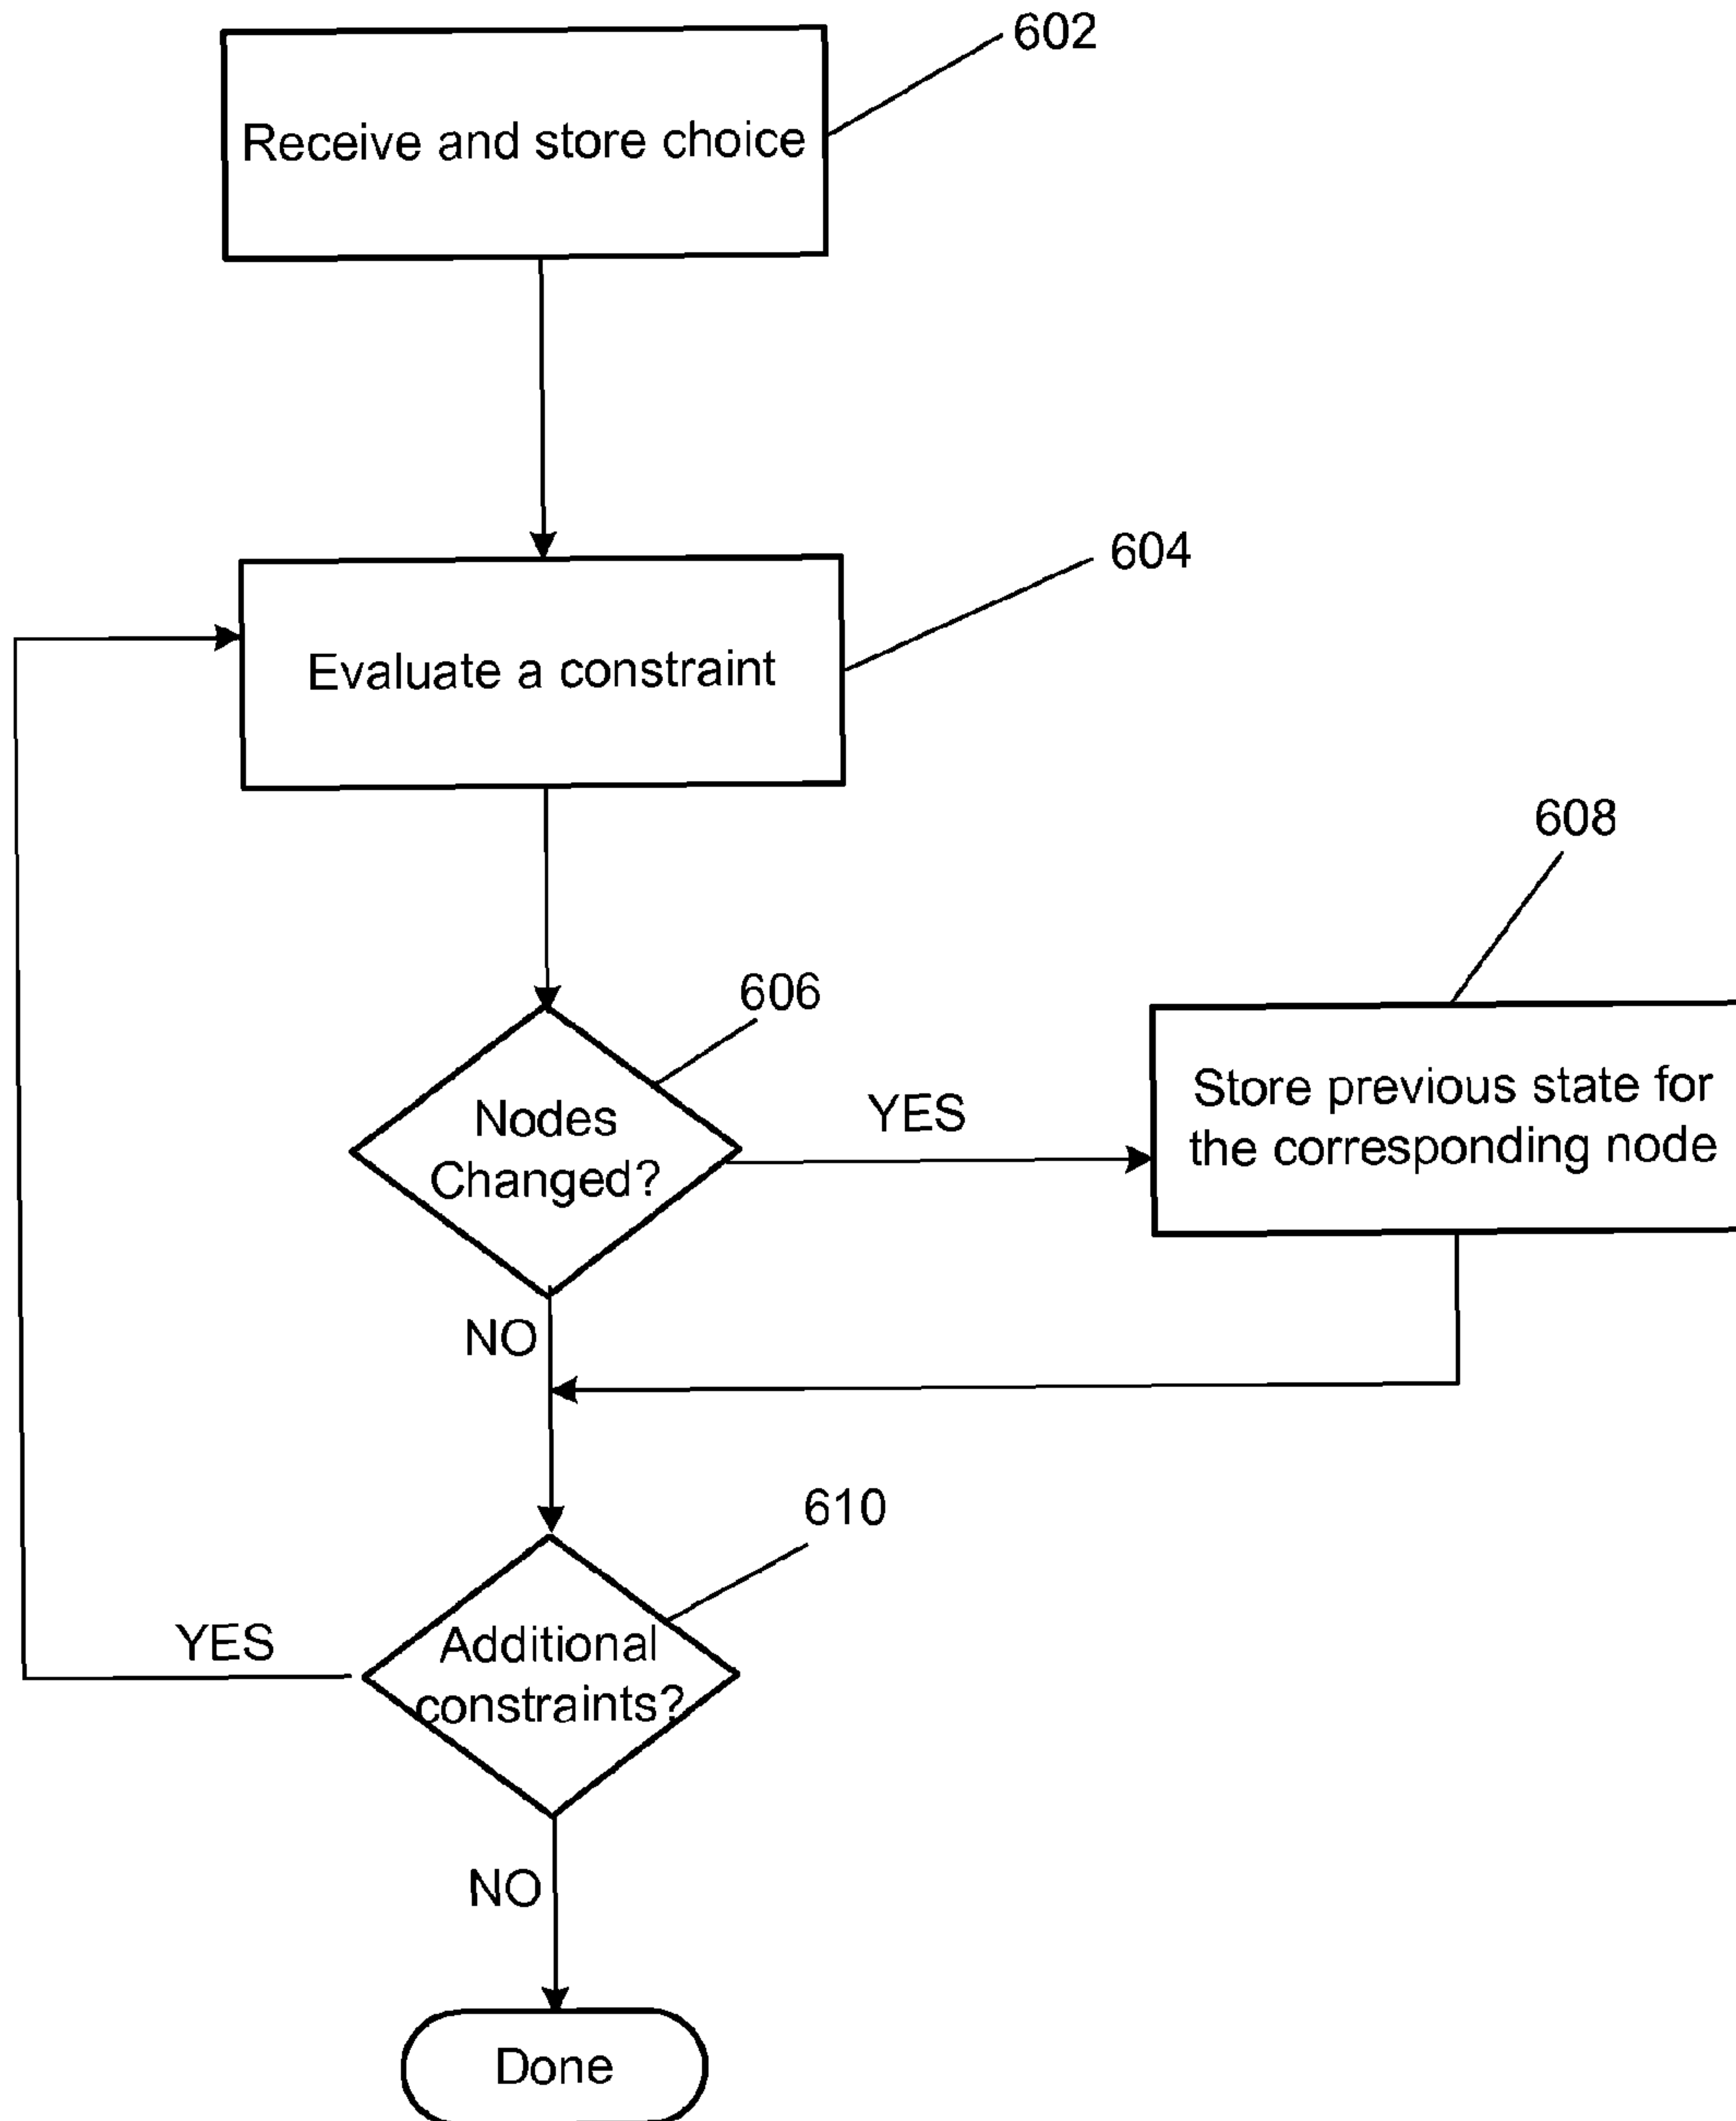 602
Receive and store choice
604
Evaluate a constraint
608
606
Nodes
Changed?
YES
Store previous state for
the corresponding node
NO
610
YES
Additional
constraints?
NO
Done